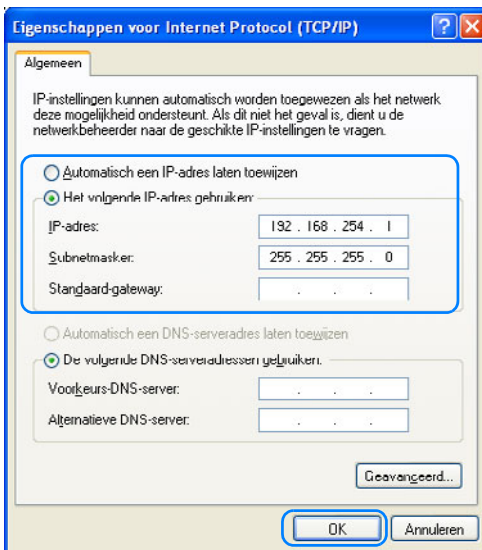 Eigenschappen voor Internet Protocol (TCP/IP)
Algemeen
IP-instellingen kunnen automatisch worden toegewezen als het netwerk
deze mogelijkheid ondersteunt. Als dit niet het geval is, dient u de
netwerkbeheerder naar de geschikte IP-instellingen te vragen.
Automatisch een IP-adres laten toewijzen
Het volgende IP-adres gebruiken:
IP-adres: 192 . 168 . 254 . 1
Subnetmasker: 255 . 255 . 255 . 0
Standaard-gateway: . . .
Automatisch een DNS-serveradres laten toewijzen
De volgende DNS-serveradressen gebruiken:
Voorkeurs-DNS-server: . . .
Alternatieve DNS-server: . . .
Geavanceerd...
OK Annuleren